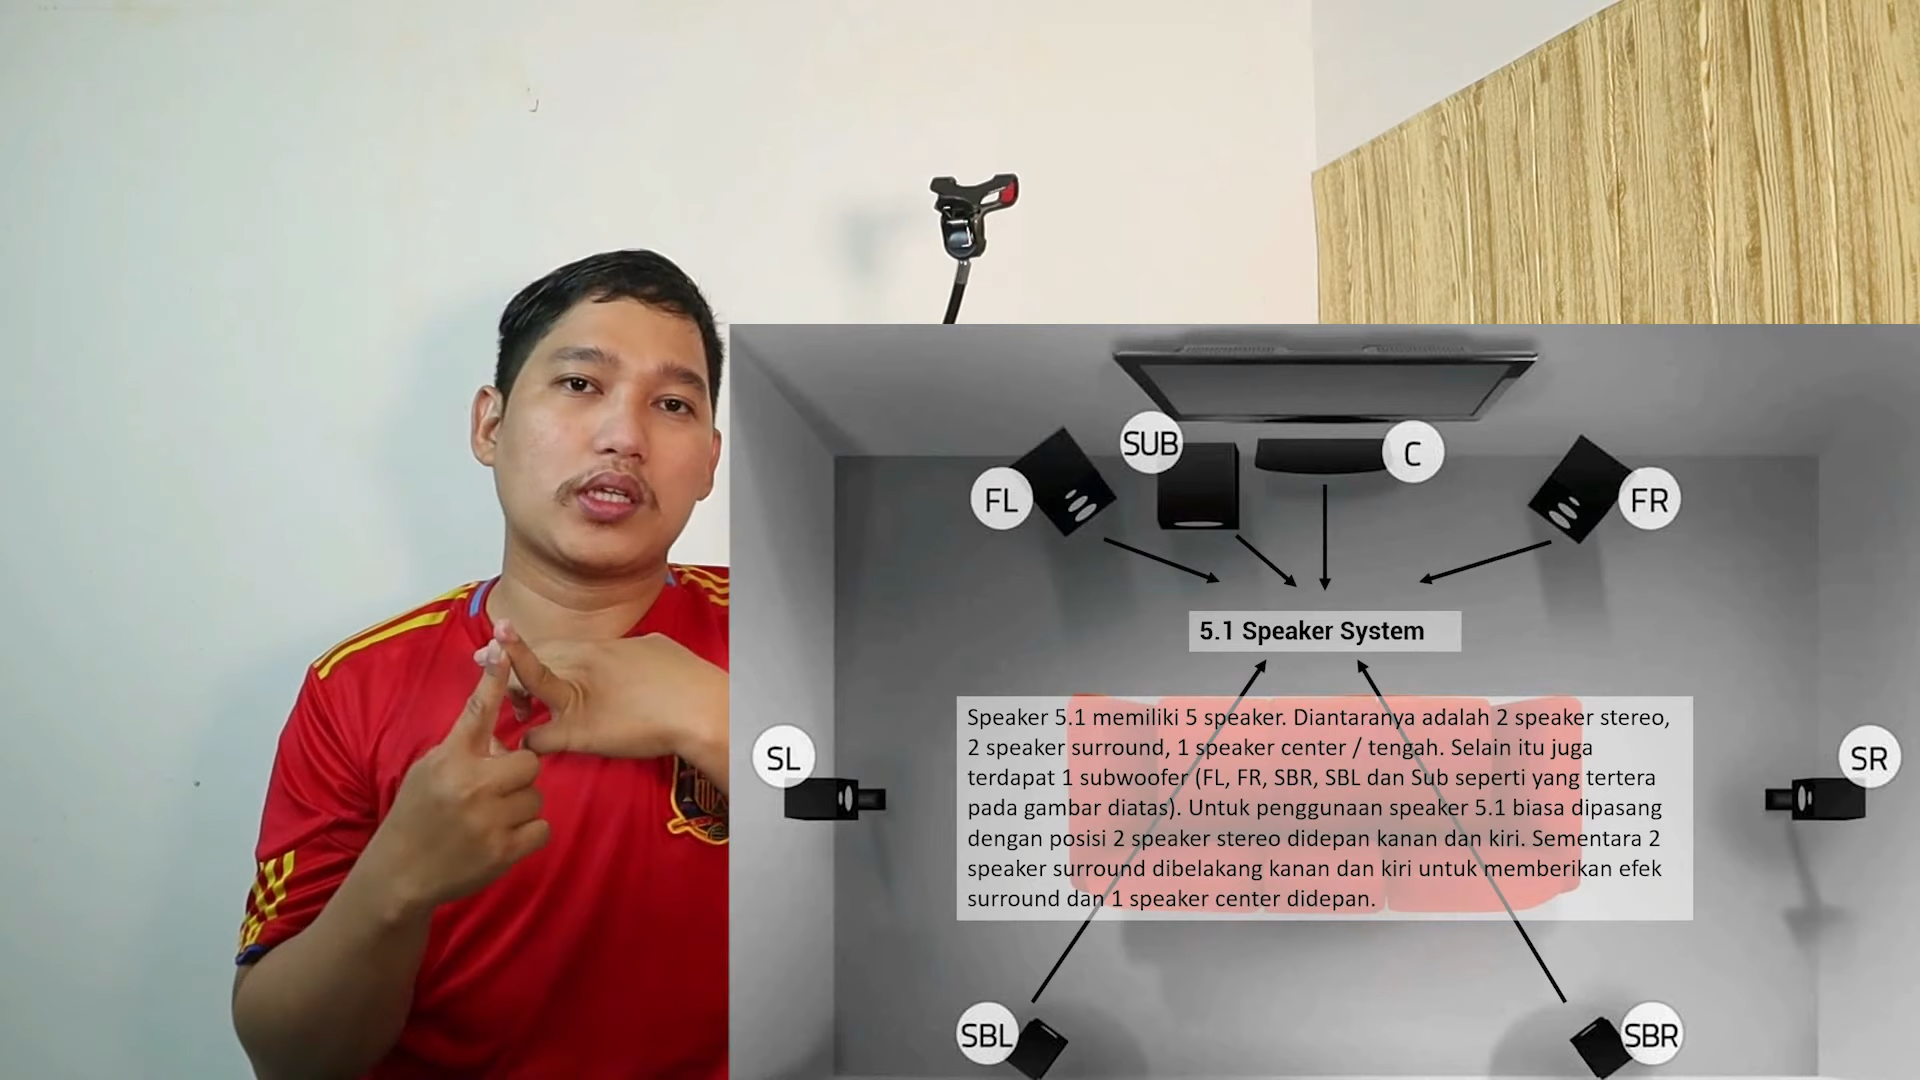 SUB
C
FL
FR
5.1 Speaker System
Speaker 5.1 memiliki 5 speaker. Diantaranya adalah 2 speaker stereo,
2 speaker surround, 1 speaker center / tengah. Selain itu juga
terdapat 1 subwoofer (FL, FR, SBR, SBL dan Sub seperti yang tertera
pada gambar diatas). Untuk penggunaan speaker 5.1 biasa dipasang
dengan posisi 2 speaker stereo didepan kanan dan kiri. Sementara 2
speaker surround dibelakang kanan dan kiri untuk memberikan efek
surround dan 1 speaker center didepan.
SL
SR
SBL
SBR